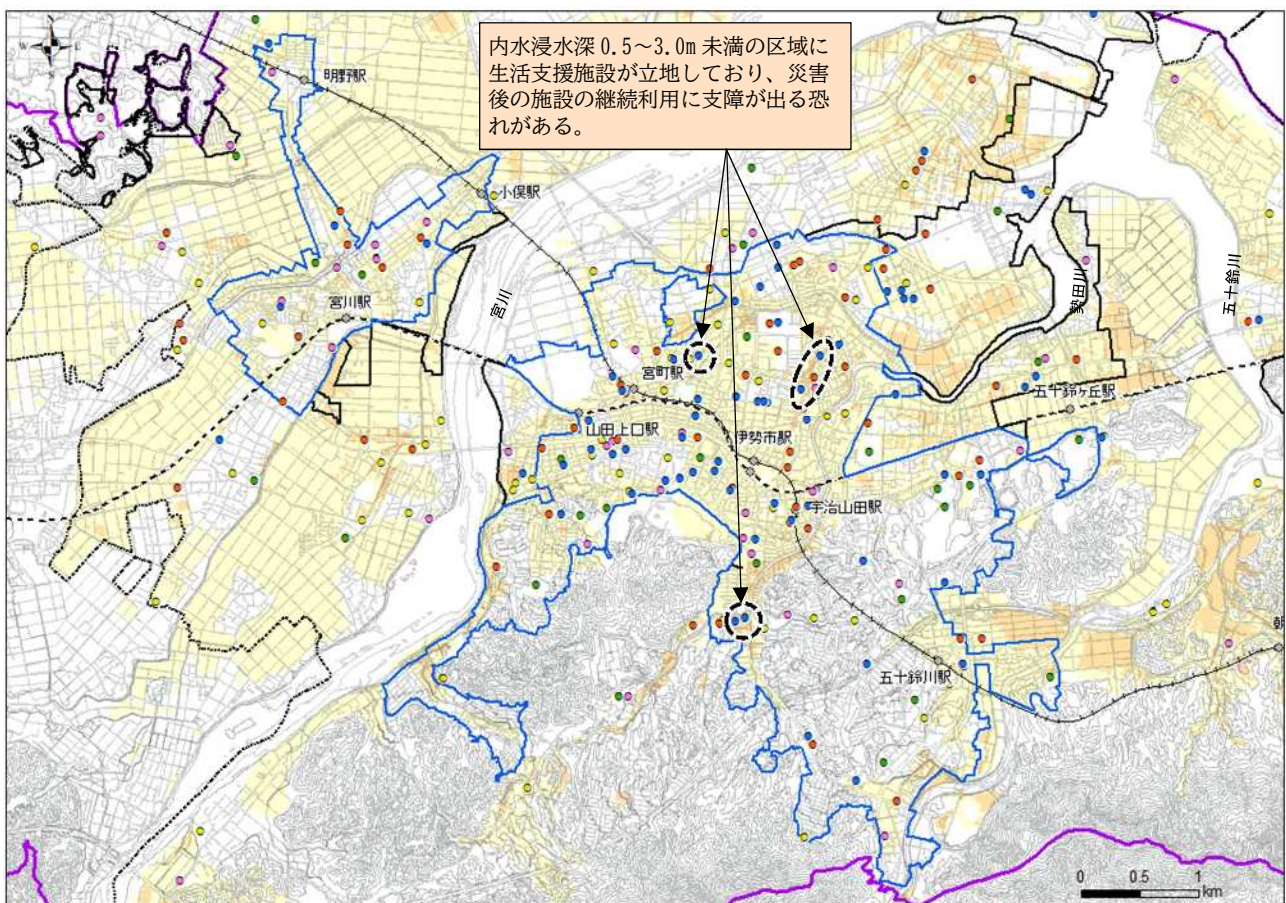 内水浸水深 0.5～3.0m 未満の区域に
生活支援施設が立地しており、災害
後の施設の継続利用に支障が出る恐
れがある。
明野駅
小俣駅
宮川駅
宮川
勢田川
五十鈴川
宮町駅
山田上口駅
伊勢市駅
五十鈴ヶ丘駅
宇治山田駅
五十鈴川駅
朝
0 0.5 1
km